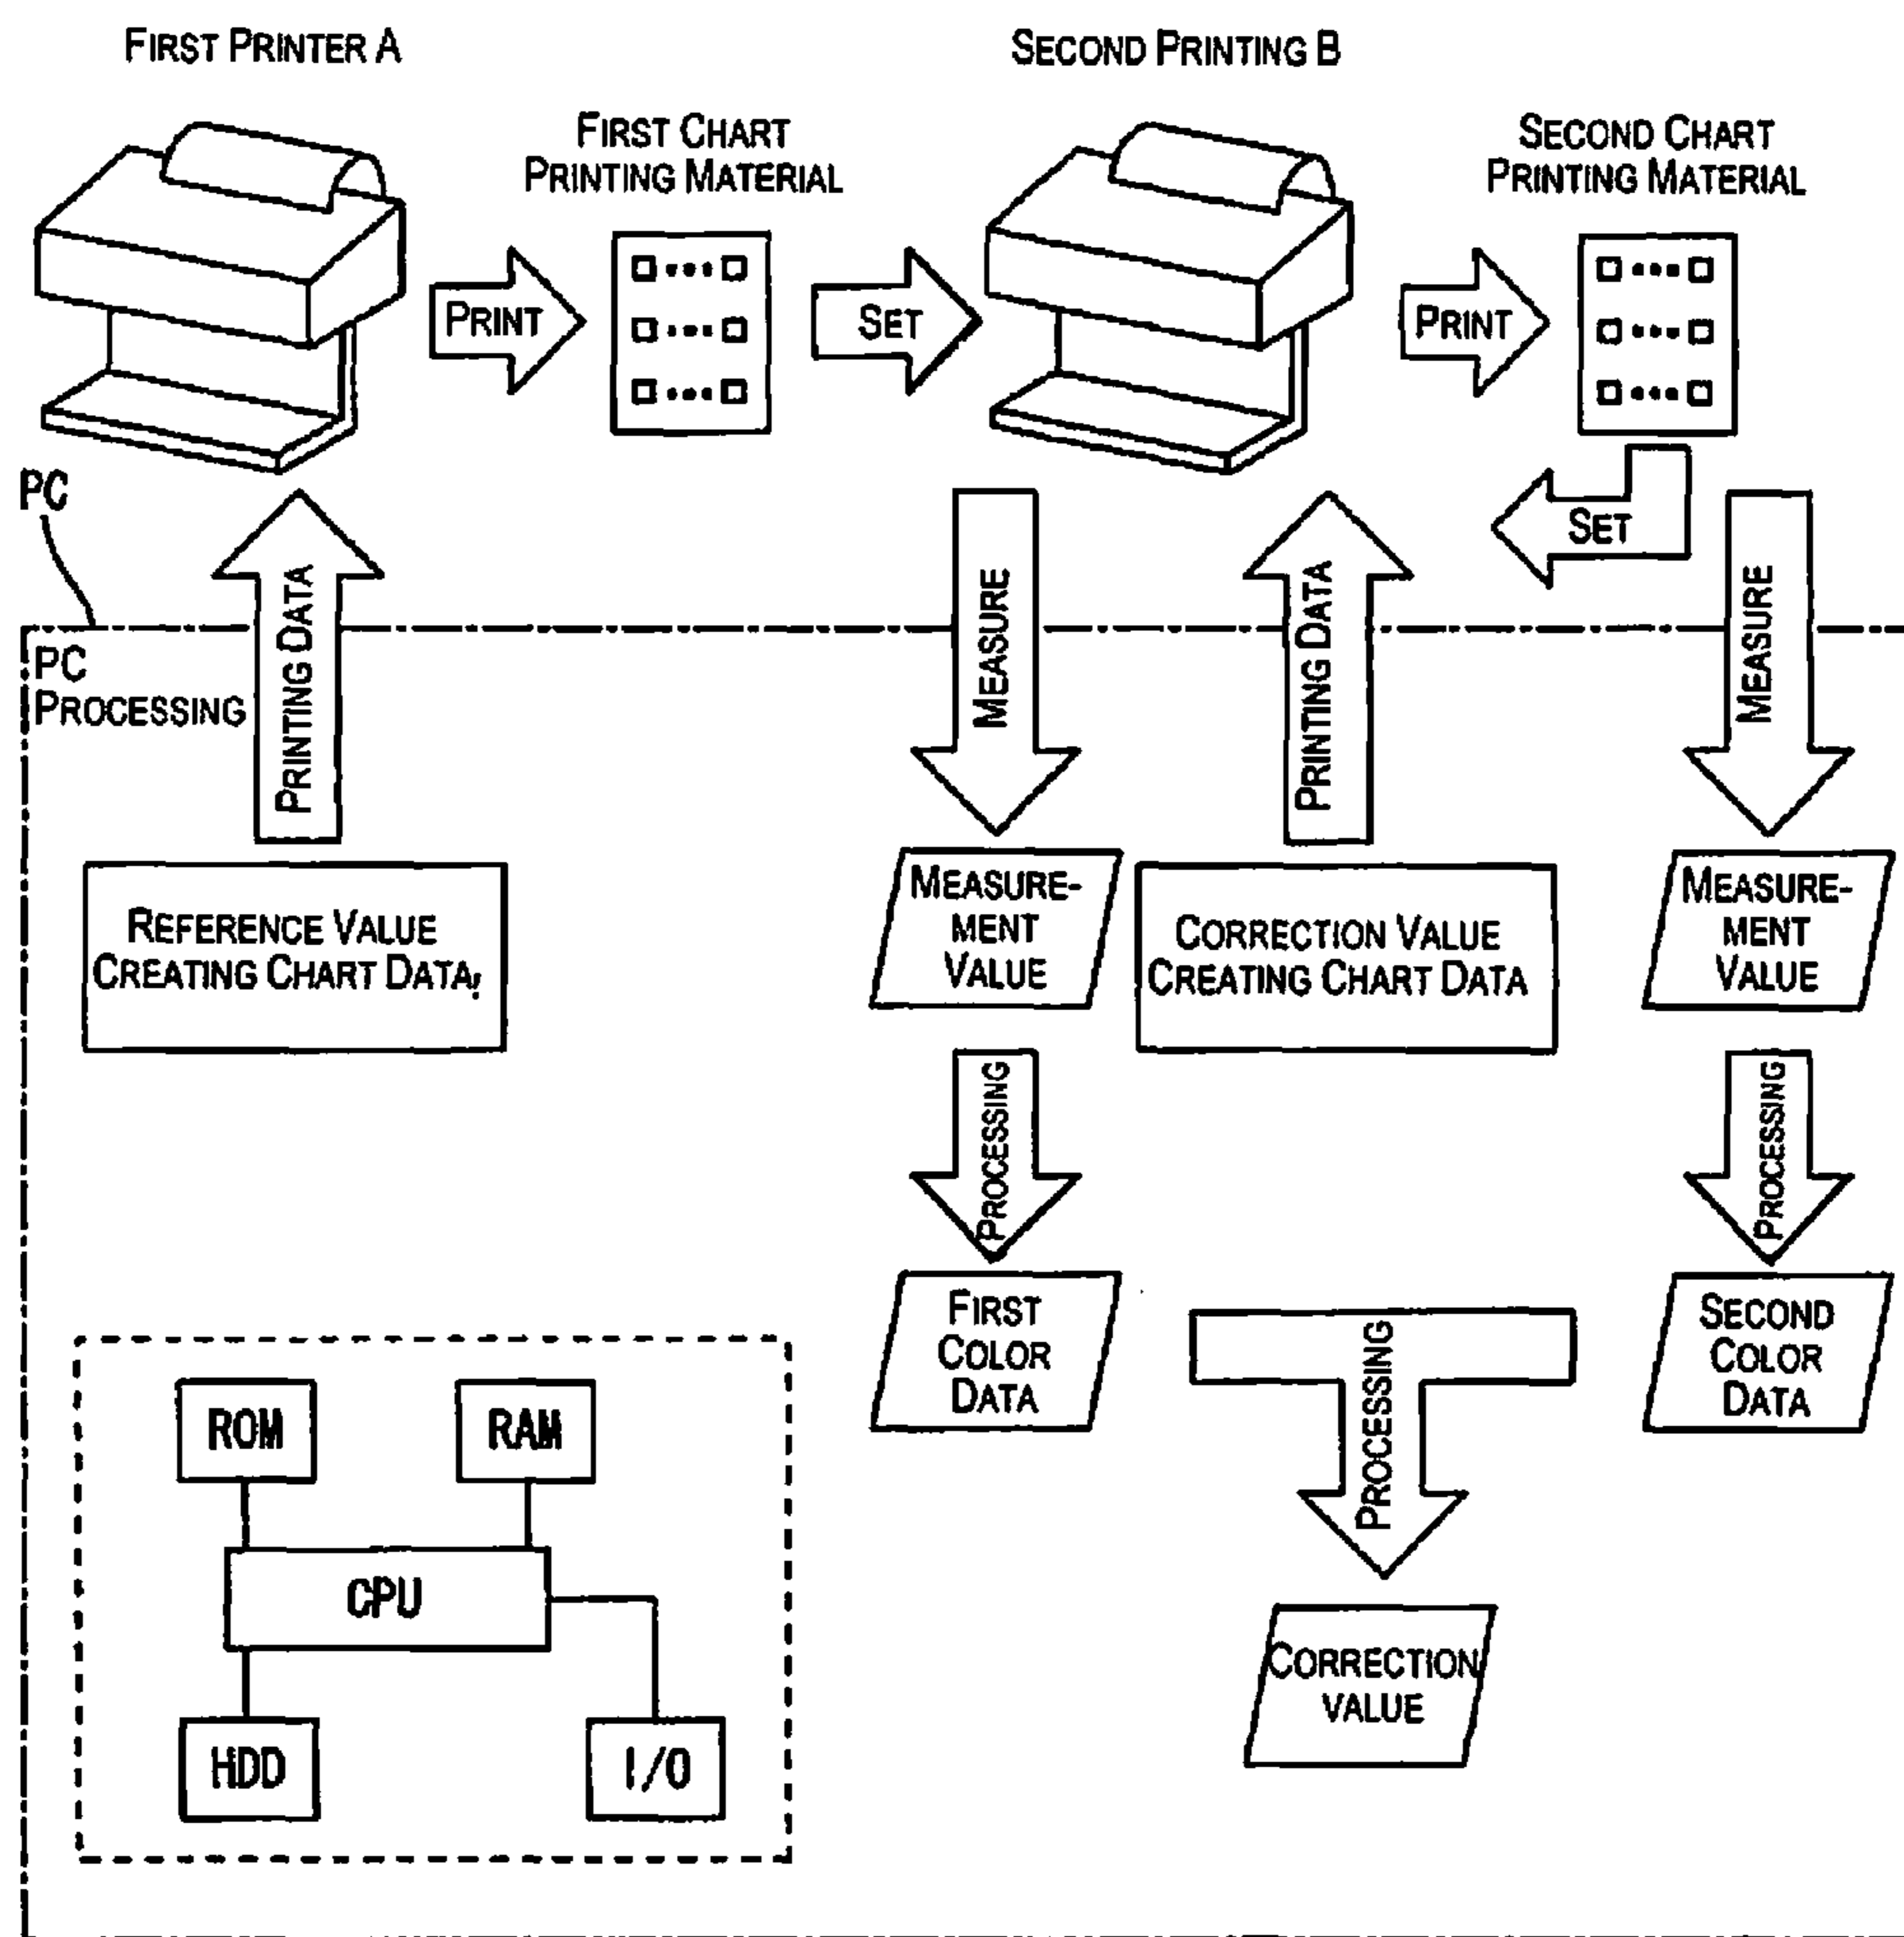 FIRST PRINTER A
SECOND PRINTING B
FIRST CHART
PRINTING MATERIAL
SECOND CHART
PRINTING MATERIAL
PRINT
SET
PRINT
SET
PC
PC
PROCESSING
PRINTING DATA
MEASURE
PRINTING DATA
MEASURE
REFERENCE VALUE
CREATING CHART DATA
MEASURE-
MENT
VALUE
CORRECTION VALUE
CREATING CHART DATA
MEASURE-
MENT
VALUE
PROCESSING
PROCESSING
FIRST
COLOR
DATA
PROCESSING
SECOND
COLOR
DATA
ROM
RAM
CPU
HDD
I/O
CORRECTION
VALUE